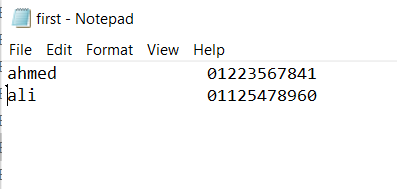 first - Notepad
File Edit Format View Help
ahmed 01223567841
ali 01125478960